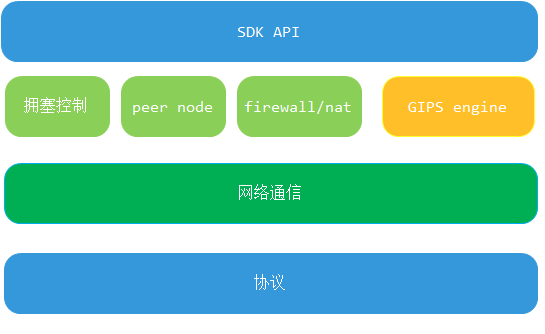 SDK API
拥塞控制
peer node
firewall/nat
GIPS engine
网络通信
协议